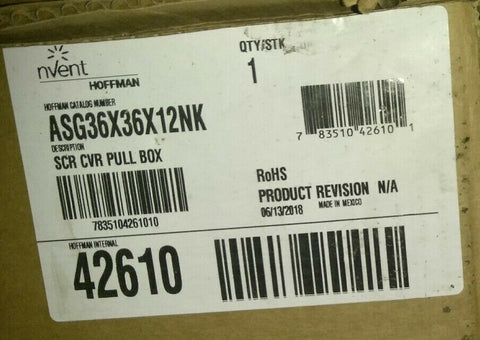 nVent
HOFFMAN
QTY/STK
1
HOFFMAN CATALOG NUMBER
ASG36X36X12NK
DESCRIPTION
SCR CVR PULL BOX
7835104261010
7 83510 42610 1
RoHS
PRODUCT REVISION N/A
06/13/2018 MADE IN MEXICO
HOFFMAN INTERNAL
42610